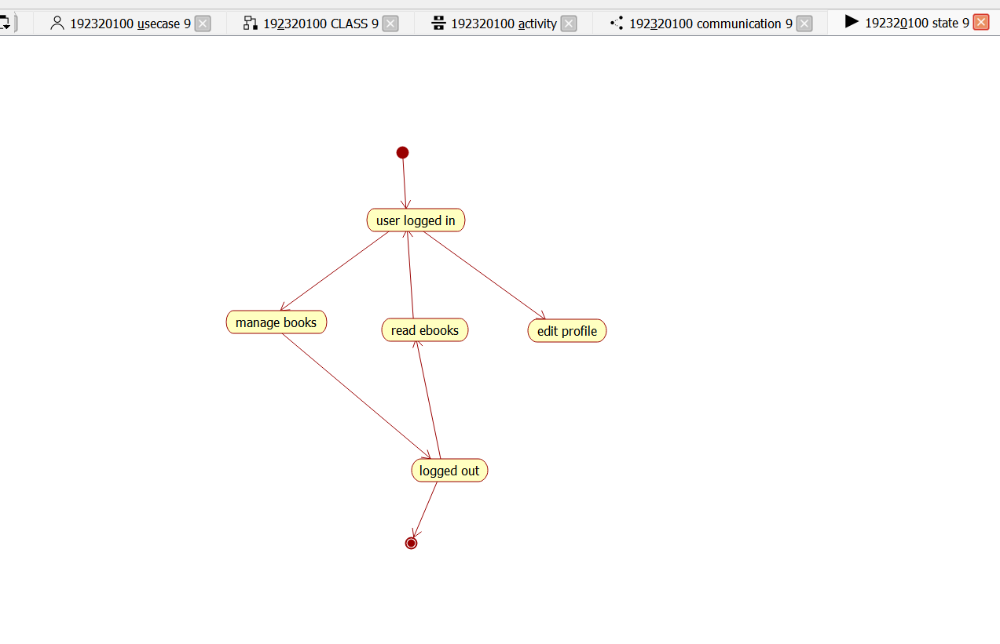 192320100 usecase 9
192320100 CLASS 9
192320100 activity
192320100 communication 9
192320100 state 9
user logged in
manage books
read ebooks
edit profile
logged out